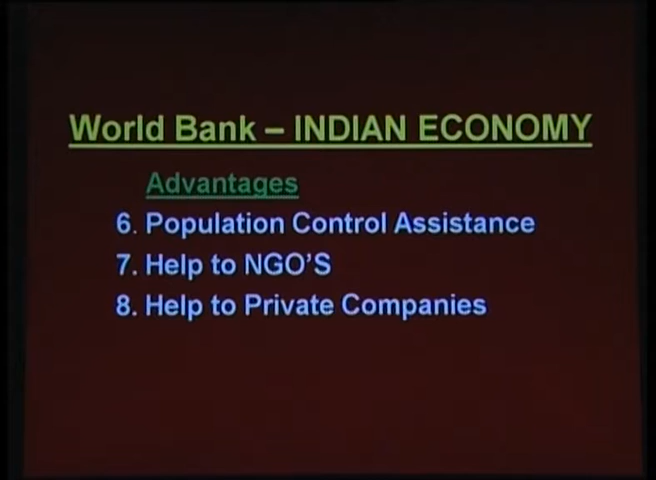 World Bank – INDIAN ECONOMY
Advantages
6. Population Control Assistance
7. Help to NGO'S
8. Help to Private Companies